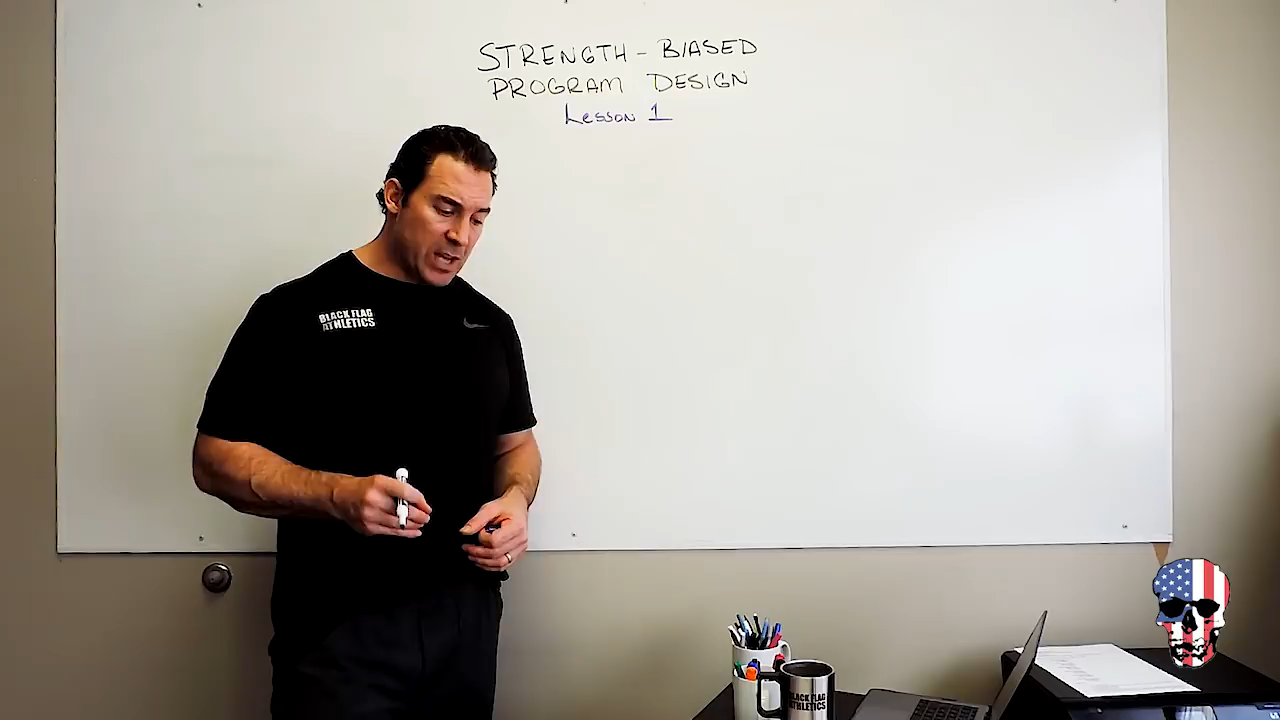 STRENGTH-BIASED
PROGRAM DESIGN
Lesson 1
BLACK FLAG
ATHLETICS
BLACK FLAG
ATHLETICS